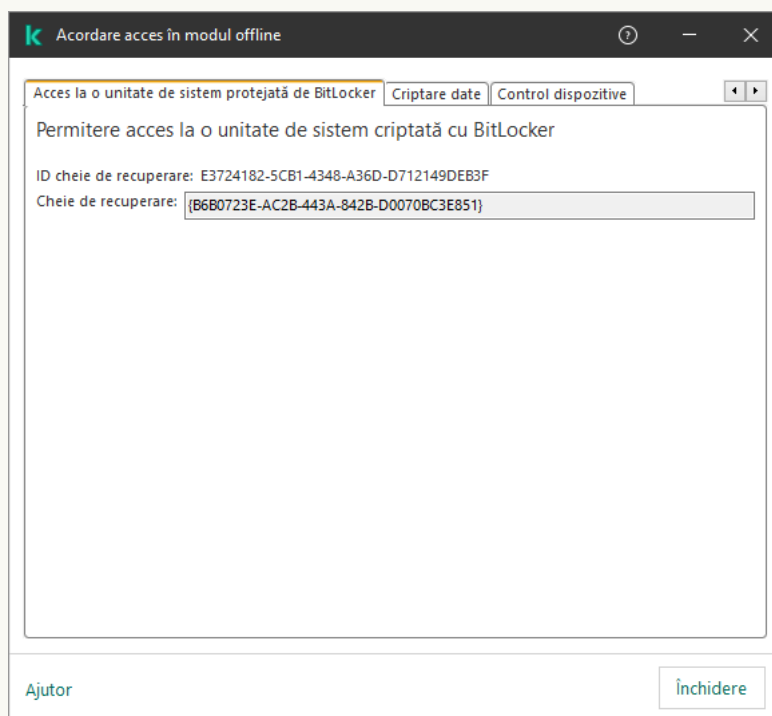 Acordare acces în modul offline
Acces la o unitate de sistem protejată de BitLocker Criptare date Control dispozitive
Permitere acces la o unitate de sistem criptată cu BitLocker
ID cheie de recuperare: E3724182-5CB1-4348-A36D-D712149DEB3F
Cheie de recuperare: {B6B0723E-AC2B-443A-842B-D0070BC3E851}
Ajutor Închidere